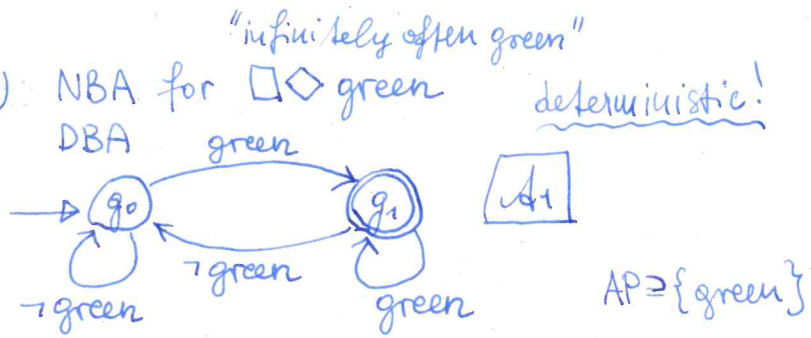 "infinitely often green"
) NBA for □◇ green
deterministic!
DBA
green
q₀
q₁
A₁
¬green
¬green
green
AP ⊇ {green}